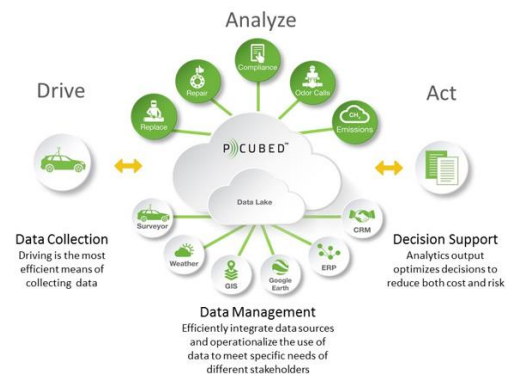 Analyze
Drive
Act
Replace
Repair
Compliance
Odor Calls
CH4
Emissions
P CUBED™
Data Lake
Surveyor
Weather
GIS
Google
Earth
ERP
CRM
Data Collection
Driving is the most
efficient means of
collecting data
Data Management
Efficiently integrate data sources
and operationalize the use of
data to meet specific needs of
different stakeholders
Decision Support
Analytics output
optimizes decisions to
reduce both cost and risk